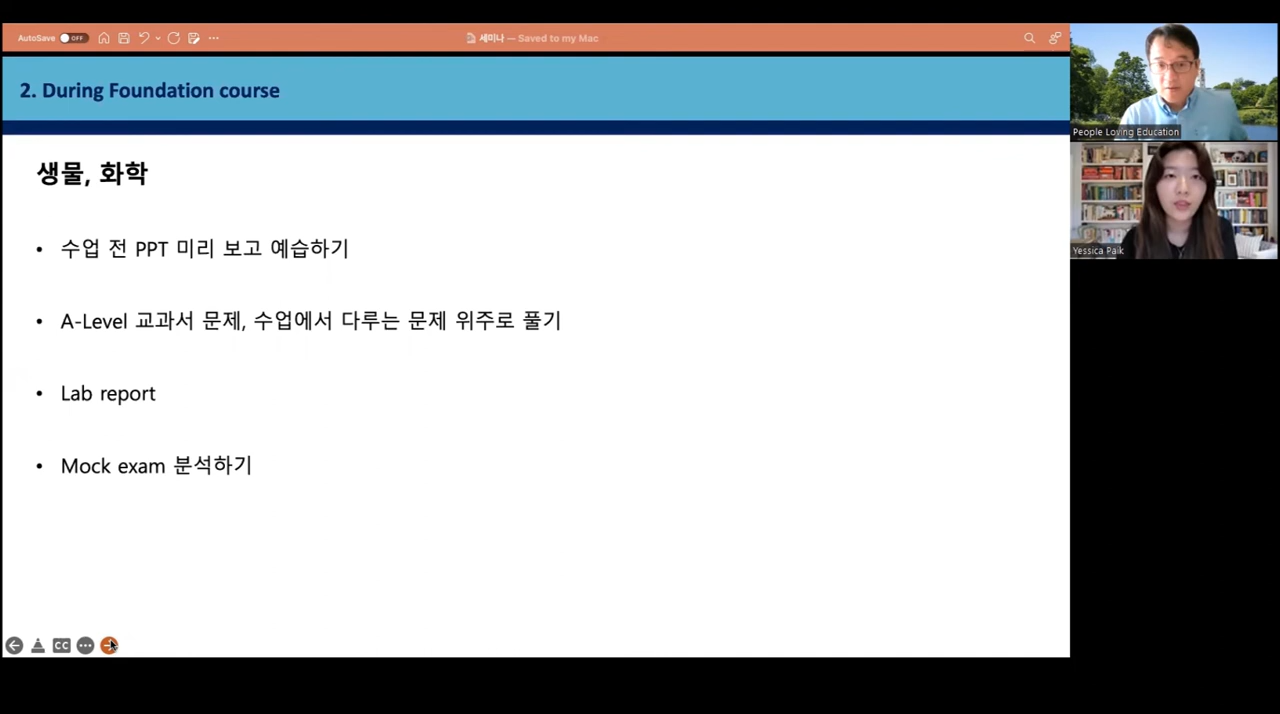 AutoSave OFF
세미나 — Saved to my Mac
2. During Foundation course
생물, 화학
• 수업 전 PPT 미리 보고 예습하기
• A-Level 교과서 문제, 수업에서 다루는 문제 위주로 풀기
• Lab report
• Mock exam 분석하기
CC
People Loving Education
Yessica Paik